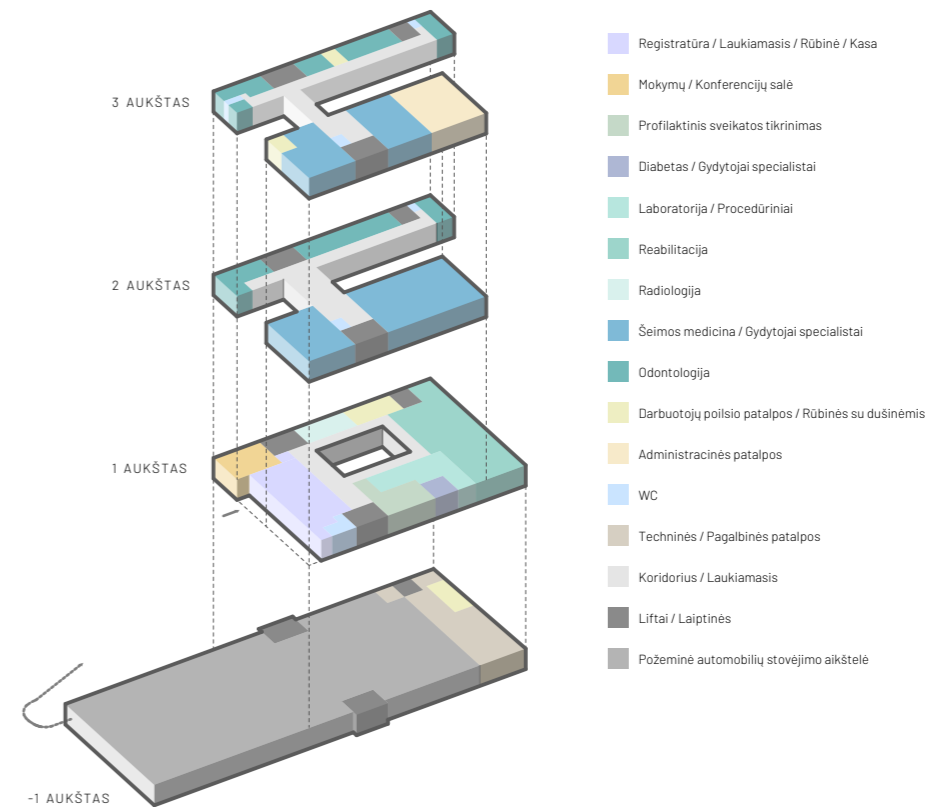 3 AUKŠTAS
2 AUKŠTAS
1 AUKŠTAS
-1 AUKŠTAS
Registratūra / Laukiamasis / Rūbinė / Kasa
Mokymų / Konferencijų salė
Profilaktinis sveikatos tikrinimas
Diabetas / Gydytojai specialistai
Laboratorija / Procedūriniai
Reabilitacija
Radiologija
Šeimos medicina / Gydytojai specialistai
Odontologija
Darbuotojų poilsio patalpos / Rūbinės su dušinėmis
Administracinės patalpos
WC
Techninės / Pagalbinės patalpos
Koridorius / Laukiamasis
Liftai / Laiptinės
Požeminė automobilių stovėjimo aikštelė